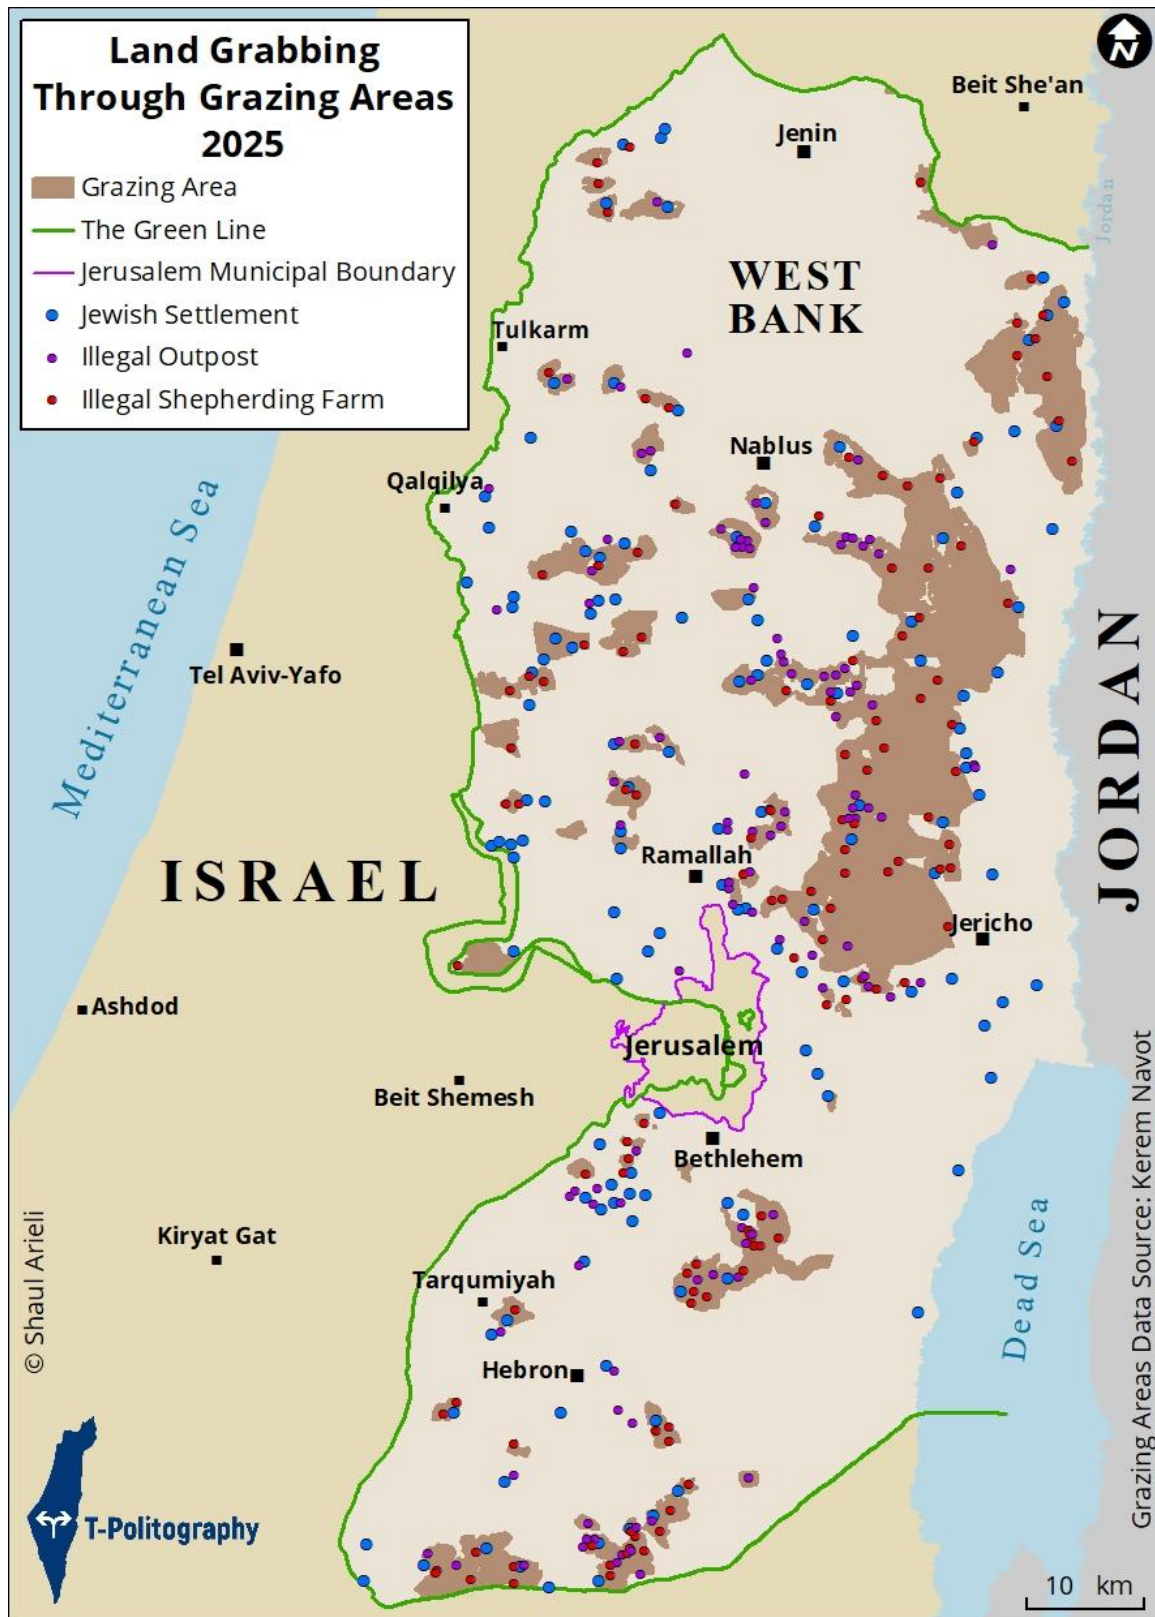 Land Grabbing
Through Grazing Areas
2025
Grazing Area
The Green Line
Jerusalem Municipal Boundary
Jewish Settlement
Illegal Outpost
Illegal Shepherding Farm
N
Beit She'an
Jenin
Jordan
WEST
BANK
Tulkarm
Nablus
Qalqilya
Mediterranean Sea
Tel Aviv-Yafo
JORDAN
ISRAEL
Ramallah
Jericho
Ashdod
Jerusalem
Beit Shemesh
Bethlehem
Kiryat Gat
Tarqumiyah
Dead Sea
Hebron
© Shaul Arieli
Grazing Areas Data Source: Kerem Navot
T-Politography
10 km